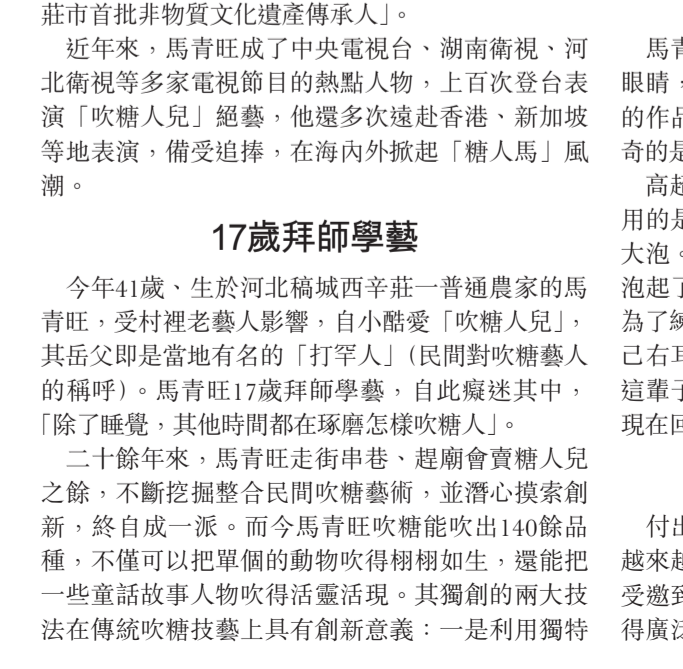 莊市首批非物質文化遺產傳承人」。
近年來，馬青旺成了中央電視台、湖南衛視、河
北衛視等多家電視節目的熱點人物，上百次登台表
演「吹糖人兒」絕藝，他還多次遠赴香港、新加坡
等地表演，備受追捧，在海內外掀起「糖人馬」風
潮。
17歲拜師學藝
今年41歲、生於河北稿城西辛莊一普通農家的馬
青旺，受村裡老藝人影響，自小酷愛「吹糖人兒」，
其岳父即是當地有名的「打罕人」(民間對吹糖藝人
的稱呼)。馬青旺17歲拜師學藝，自此癡迷其中，
「除了睡覺，其他時間都在琢磨怎樣吹糖人」。
二十餘年來，馬青旺走街串巷、趕廟會賣糖人兒
之餘，不斷挖掘整合民間吹糖藝術，並潛心摸索創
新，終自成一派。而今馬青旺吹糖能吹出140餘品
種，不僅可以把單個的動物吹得栩栩如生，還能把
一些童話故事人物吹得活靈活現。其獨創的兩大技
法在傳統吹糖技藝上具有創新意義：一是利用獨特
馬青
眼睛，
的作品
奇的是
高超
用的是
大泡。
泡起了
為了練
己右耳
這輩子
現在回
付出
越來越
受邀到
得廣泛